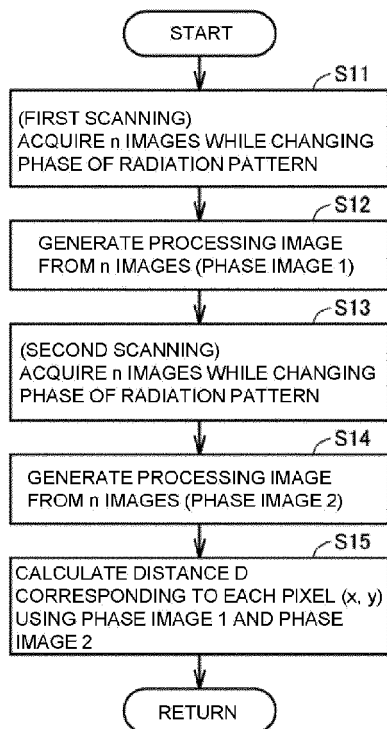 START
S11
(FIRST SCANNING)
ACQUIRE n IMAGES WHILE CHANGING
PHASE OF RADIATION PATTERN
S12
GENERATE PROCESSING IMAGE
FROM n IMAGES (PHASE IMAGE 1)
S13
(SECOND SCANNING)
ACQUIRE n IMAGES WHILE CHANGING
PHASE OF RADIATION PATTERN
S14
GENERATE PROCESSING IMAGE
FROM n IMAGES (PHASE IMAGE 2)
S15
CALCULATE DISTANCE D
CORRESPONDING TO EACH PIXEL (x, y)
USING PHASE IMAGE 1 AND PHASE
IMAGE 2
RETURN